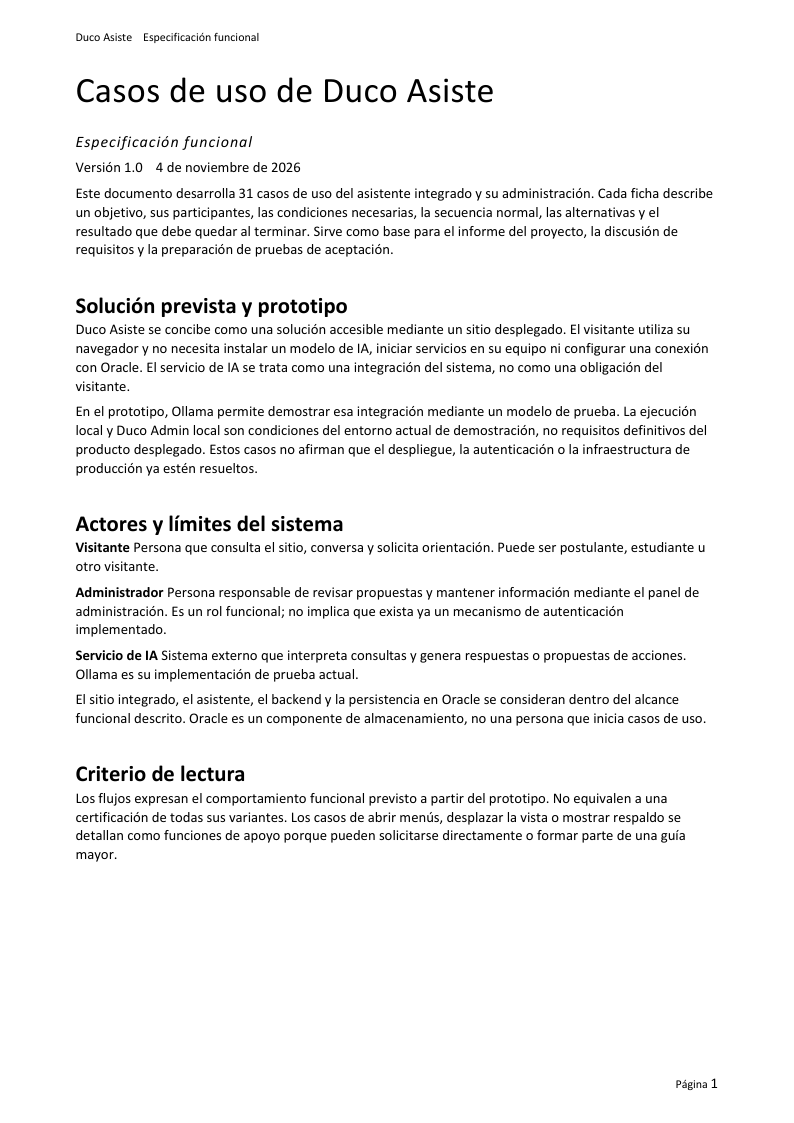 Duco Asiste Especificación funcional
Casos de uso de Duco Asiste
Especificación funcional
Versión 1.0 4 de noviembre de 2026
Este documento desarrolla 31 casos de uso del asistente integrado y su administración. Cada ficha describe
un objetivo, sus participantes, las condiciones necesarias, la secuencia normal, las alternativas y el
resultado que debe quedar al terminar. Sirve como base para el informe del proyecto, la discusión de
requisitos y la preparación de pruebas de aceptación.
Solución prevista y prototipo
Duco Asiste se concibe como una solución accesible mediante un sitio desplegado. El visitante utiliza su
navegador y no necesita instalar un modelo de IA, iniciar servicios en su equipo ni configurar una conexión
con Oracle. El servicio de IA se trata como una integración del sistema, no como una obligación del
visitante.
En el prototipo, Ollama permite demostrar esa integración mediante un modelo de prueba. La ejecución
local y Duco Admin local son condiciones del entorno actual de demostración, no requisitos definitivos del
producto desplegado. Estos casos no afirman que el despliegue, la autenticación o la infraestructura de
producción ya estén resueltos.
Actores y límites del sistema
Visitante Persona que consulta el sitio, conversa y solicita orientación. Puede ser postulante, estudiante u
otro visitante.
Administrador Persona responsable de revisar propuestas y mantener información mediante el panel de
administración. Es un rol funcional; no implica que exista ya un mecanismo de autenticación
implementado.
Servicio de IA Sistema externo que interpreta consultas y genera respuestas o propuestas de acciones.
Ollama es su implementación de prueba actual.
El sitio integrado, el asistente, el backend y la persistencia en Oracle se consideran dentro del alcance
funcional descrito. Oracle es un componente de almacenamiento, no una persona que inicia casos de uso.
Criterio de lectura
Los flujos expresan el comportamiento funcional previsto a partir del prototipo. No equivalen a una
certificación de todas sus variantes. Los casos de abrir menús, desplazar la vista o mostrar respaldo se
detallan como funciones de apoyo porque pueden solicitarse directamente o formar parte de una guía
mayor.
Página 1